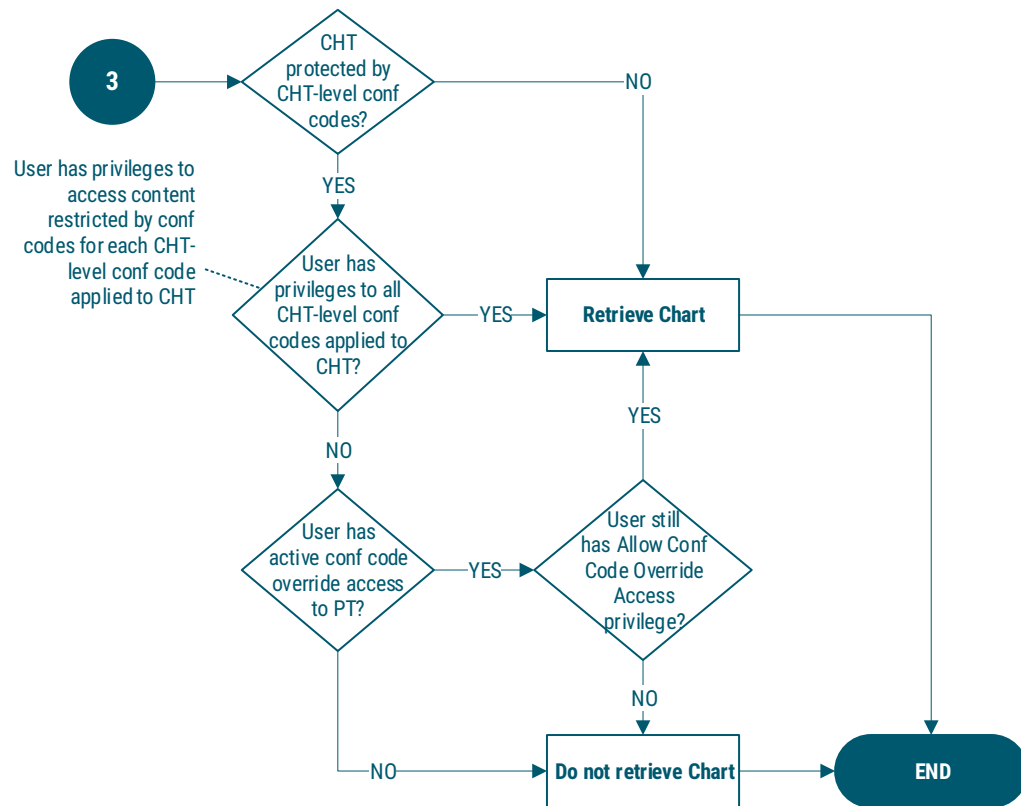 3
CHT
protected by
CHT-level conf
codes?
NO
YES
User has privileges to
access content
restricted by conf
codes for each CHT-
level conf code
applied to CHT
User has
privileges to all
CHT-level conf
codes applied to
CHT?
YES
Retrieve Chart
NO
YES
User has
active conf code
override access
to PT?
YES
User still
has Allow Conf
Code Override
Access
privilege?
NO
NO
Do not retrieve Chart
END